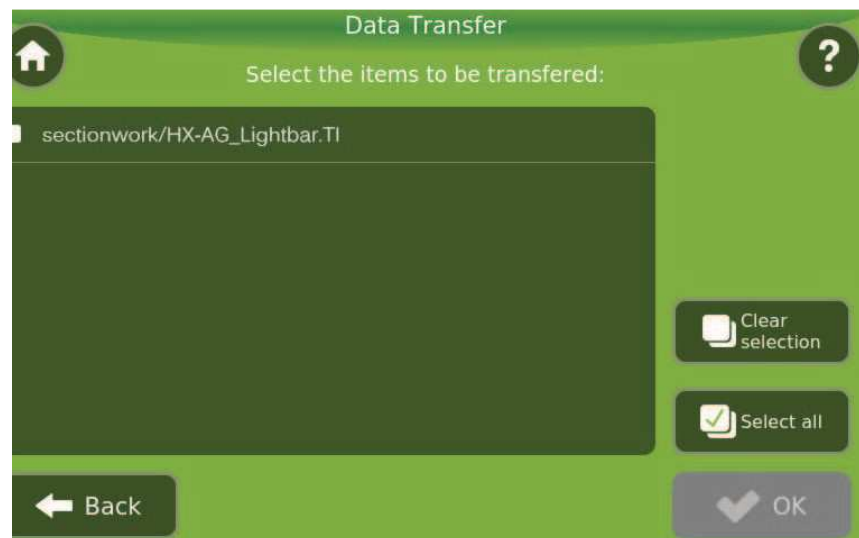 Data Transfer
?
Select the items to be transfered:
sectionwork/HX-AG_Lightbar.TI
Clear
selection
Select all
Back
OK